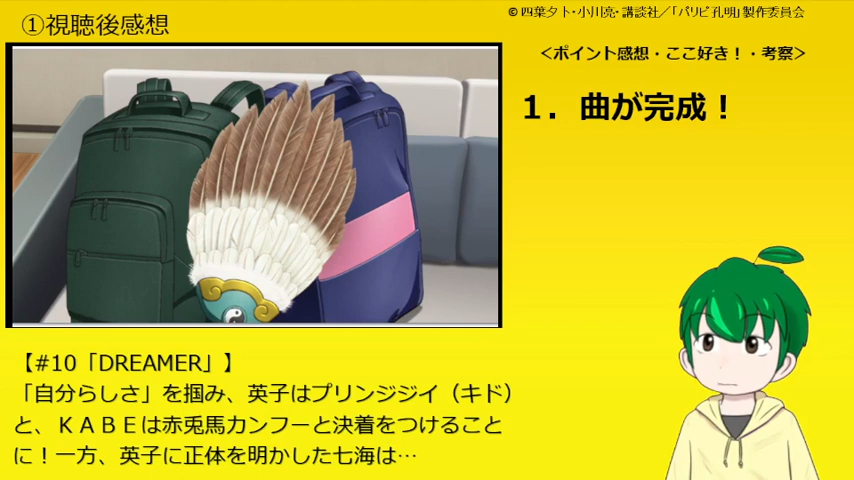 ①視聴後感想
© 四葉夕ト・小川亮・講談社／「パリピ孔明」製作委員会
＜ポイント感想・ここ好き！・考察＞
１．曲が完成！
【#10「DREAMER」】
「自分らしさ」を掴み、英子はプリンジジイ（キド）
と、ＫＡＢＥは赤兎馬カンフーと決着をつけること
に！一方、英子に正体を明かした七海は…